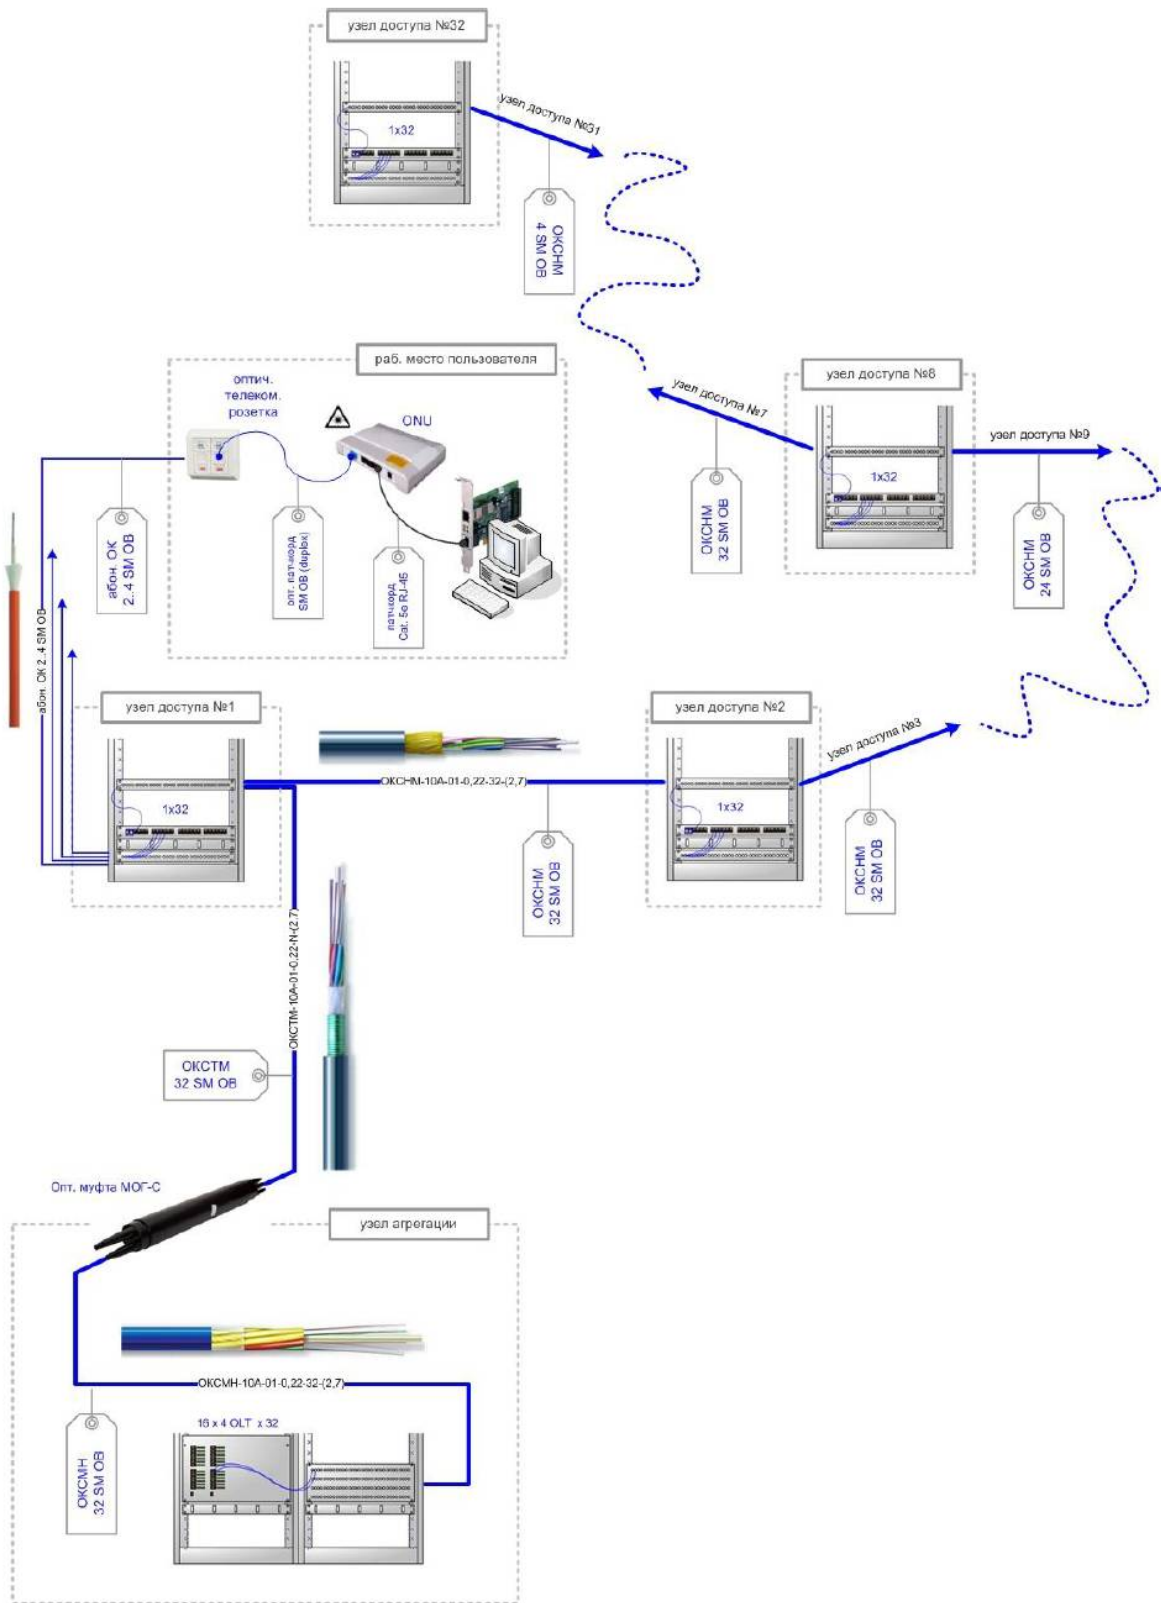 узел доступа №32
узел доступа №31
1x32
ОКСНМ
4 SM ОВ
раб. место пользователя
оптич.
телеком.
розетка
ONU
абон. ОК
2..4 SM ОВ
опт. патчкорд
SM ОВ (duplex)
патчкорд
Cat. 5e RJ-45
узел доступа №7
ОКСНМ
32 SM ОВ
узел доступа №8
1x32
узел доступа №9
ОКСНМ
24 SM ОВ
абон. ОК 2..4 SM ОВ
узел доступа №1
1x32
ОКСНМ-10А-01-0,22-32-(2,7)
ОКСНМ
32 SM ОВ
узел доступа №2
1x32
узел доступа №3
ОКСНМ
32 SM ОВ
ОКСТМ-10А-01-0,22-N-(2,7)
ОКСТМ
32 SM ОВ
Опт. муфта МОГ-С
узел агрегации
ОКСМН-10А-01-0,22-32-(2,7)
ОКСМН
32 SM ОВ
16 x 4 OLT x 32